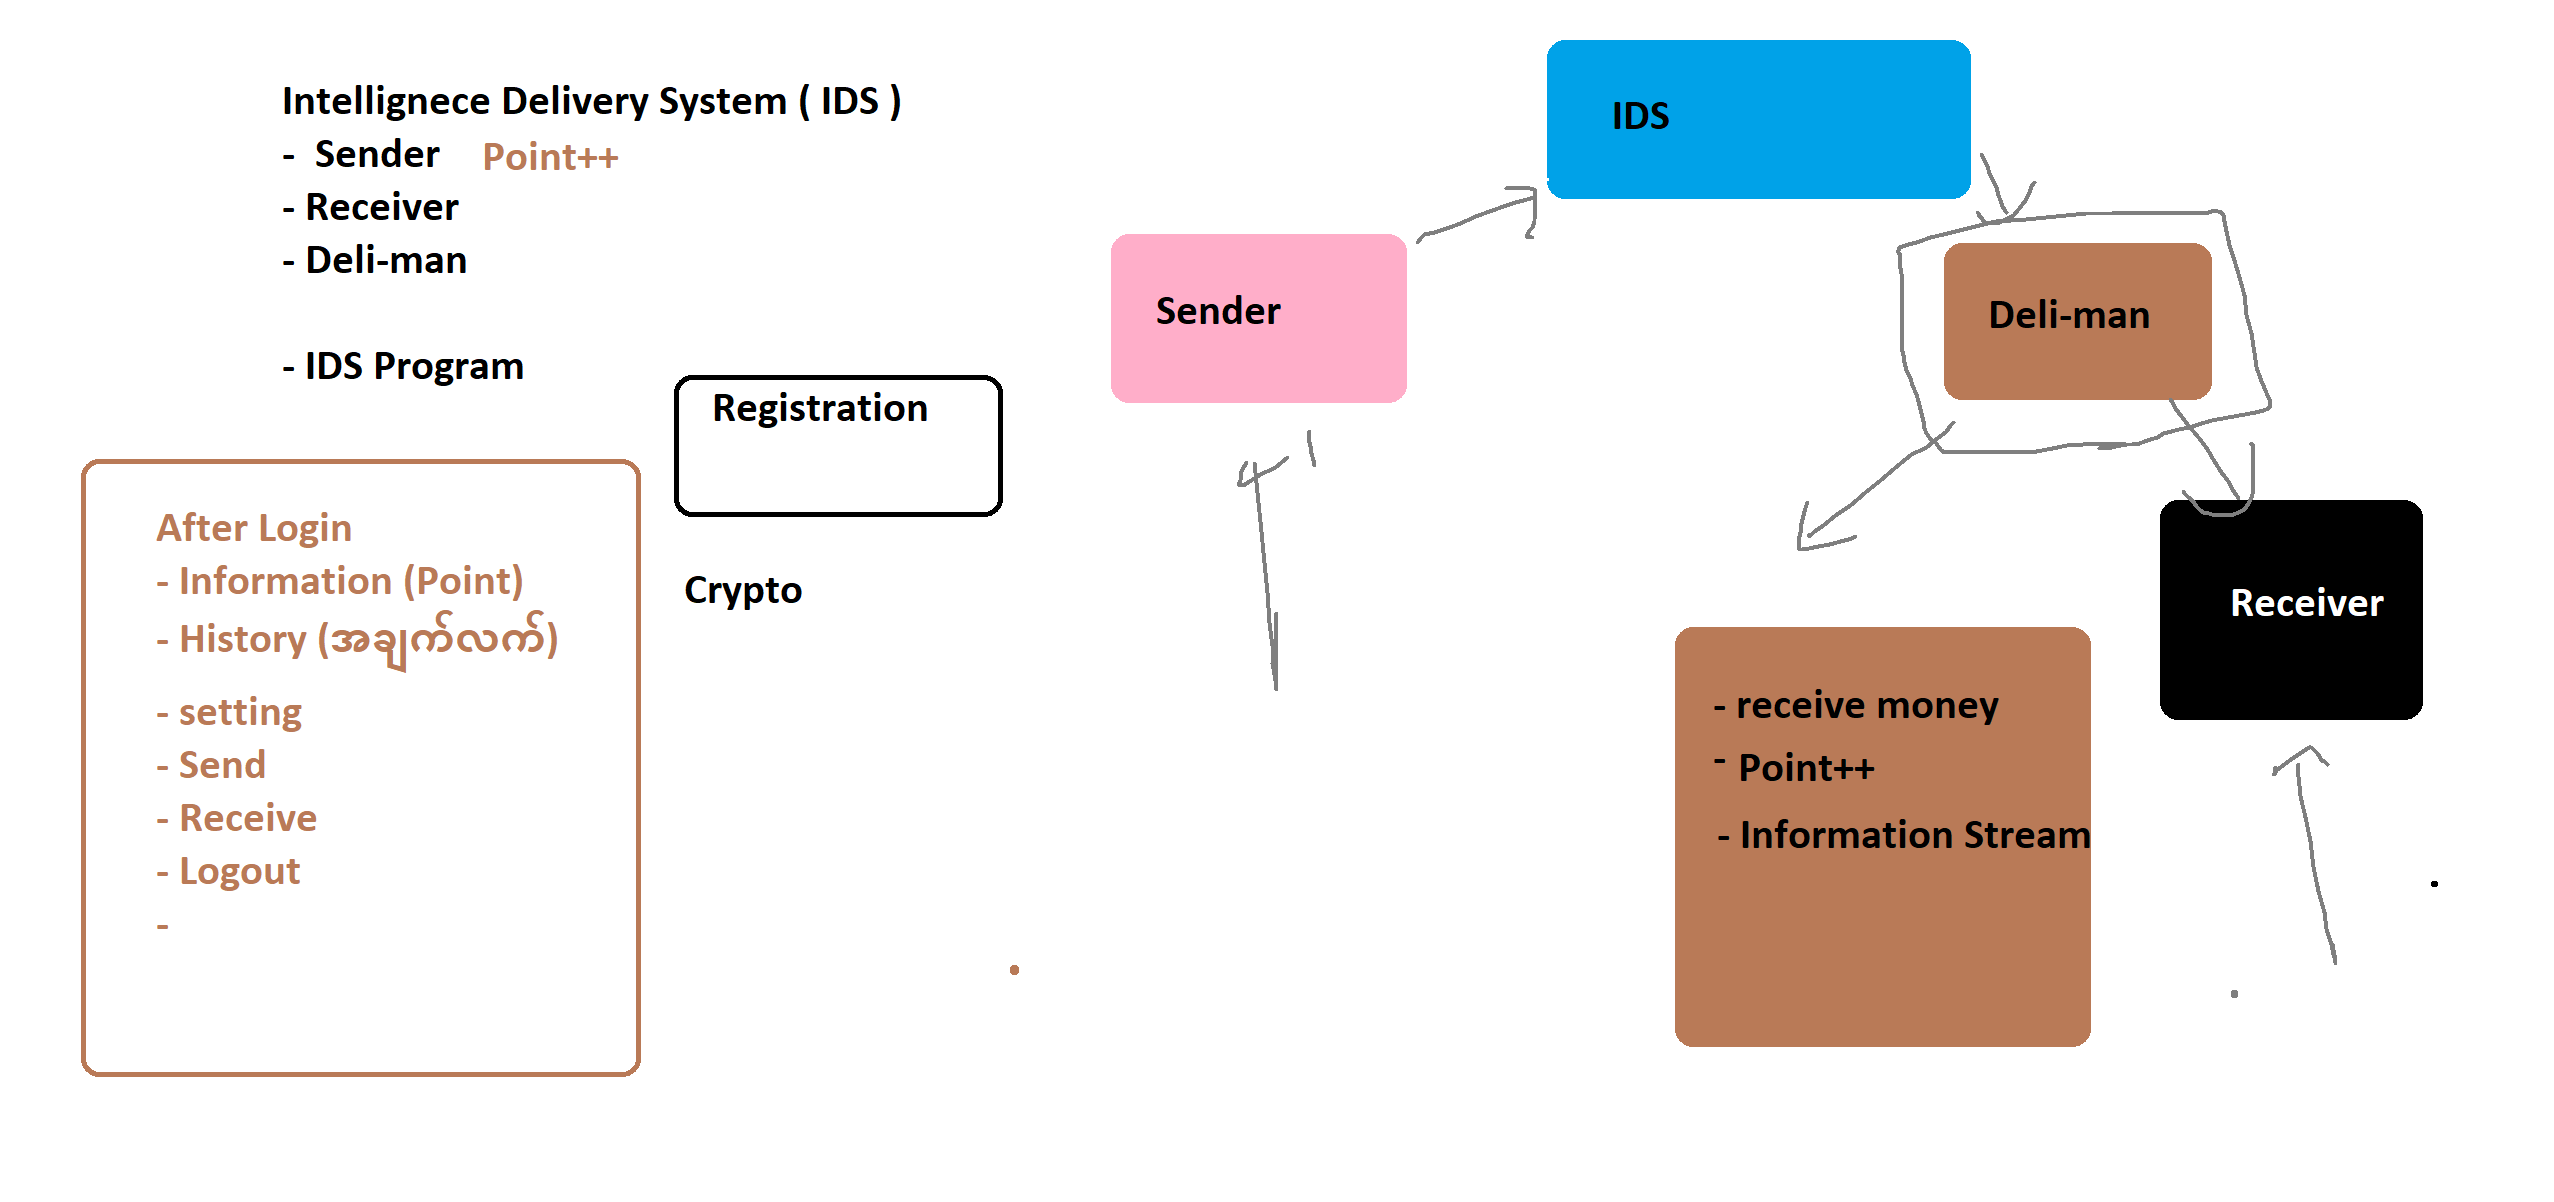 Intellignece Delivery System ( IDS )
- Sender Point++
- Receiver
- Deli-man
- IDS Program
Registration
After Login
- Information (Point)
- History (အချက်လက်)
- setting
- Send
- Receive
- Logout
-
Crypto
IDS
Sender
Deli-man
Receiver
- receive money
- Point++
- Information Stream